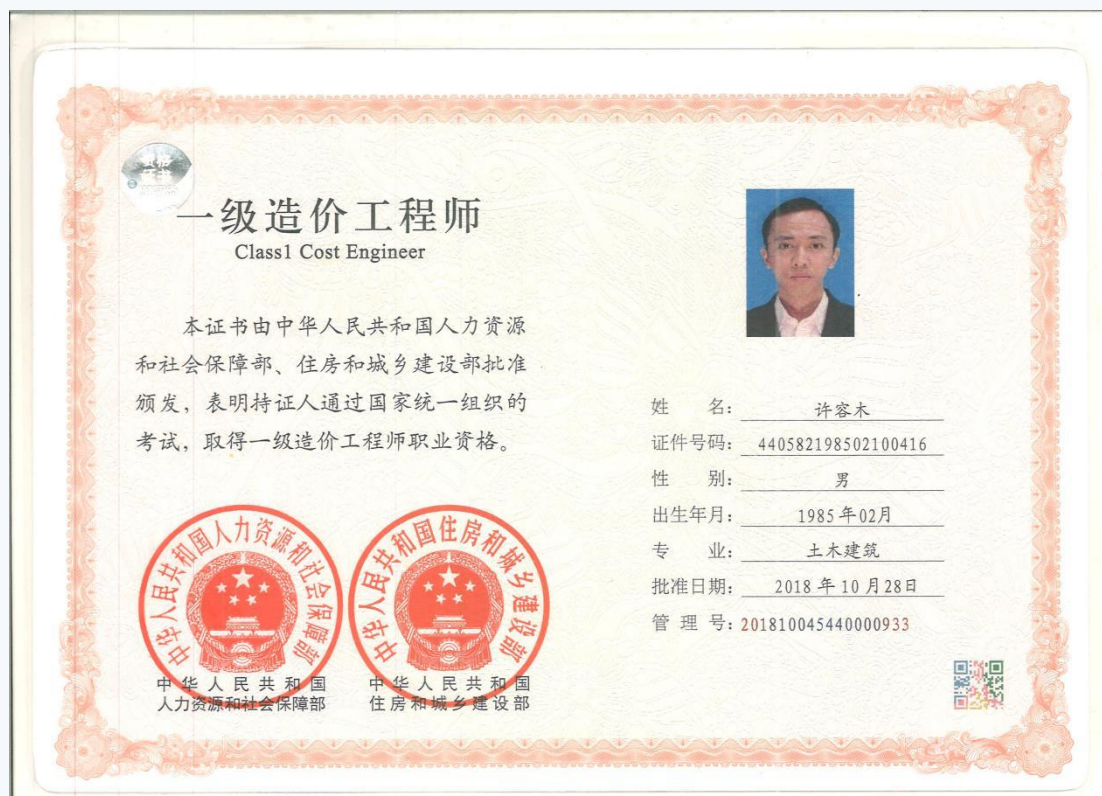 一级造价工程师
Class1 Cost Engineer
本证书由中华人民共和国人力资源
和社会保障部、住房和城乡建设部批准
颁发，表明持证人通过国家统一组织的
考试，取得一级造价工程师职业资格。
姓 名： 许容木
证件号码： 440582198502100416
性 别： 男
出生年月： 1985年02月
专 业： 土木建筑
批准日期： 2018年10月28日
管 理 号：201810045440000933
中华人民共和国人力资源和社会保障部
中华人民共和国住房和城乡建设部
中华人民共和国
人力资源和社会保障部
中华人民共和国
住房和城乡建设部